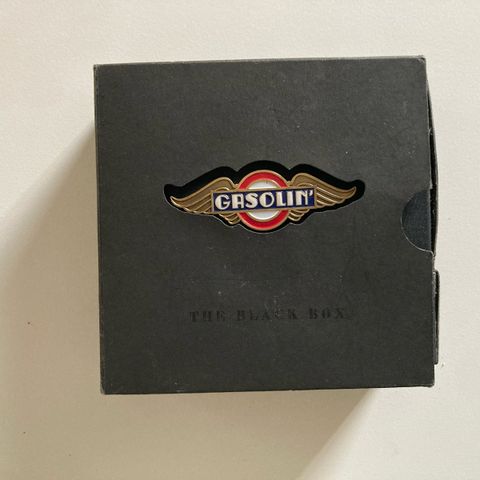 GASOLIN'
THE BLACK BOX